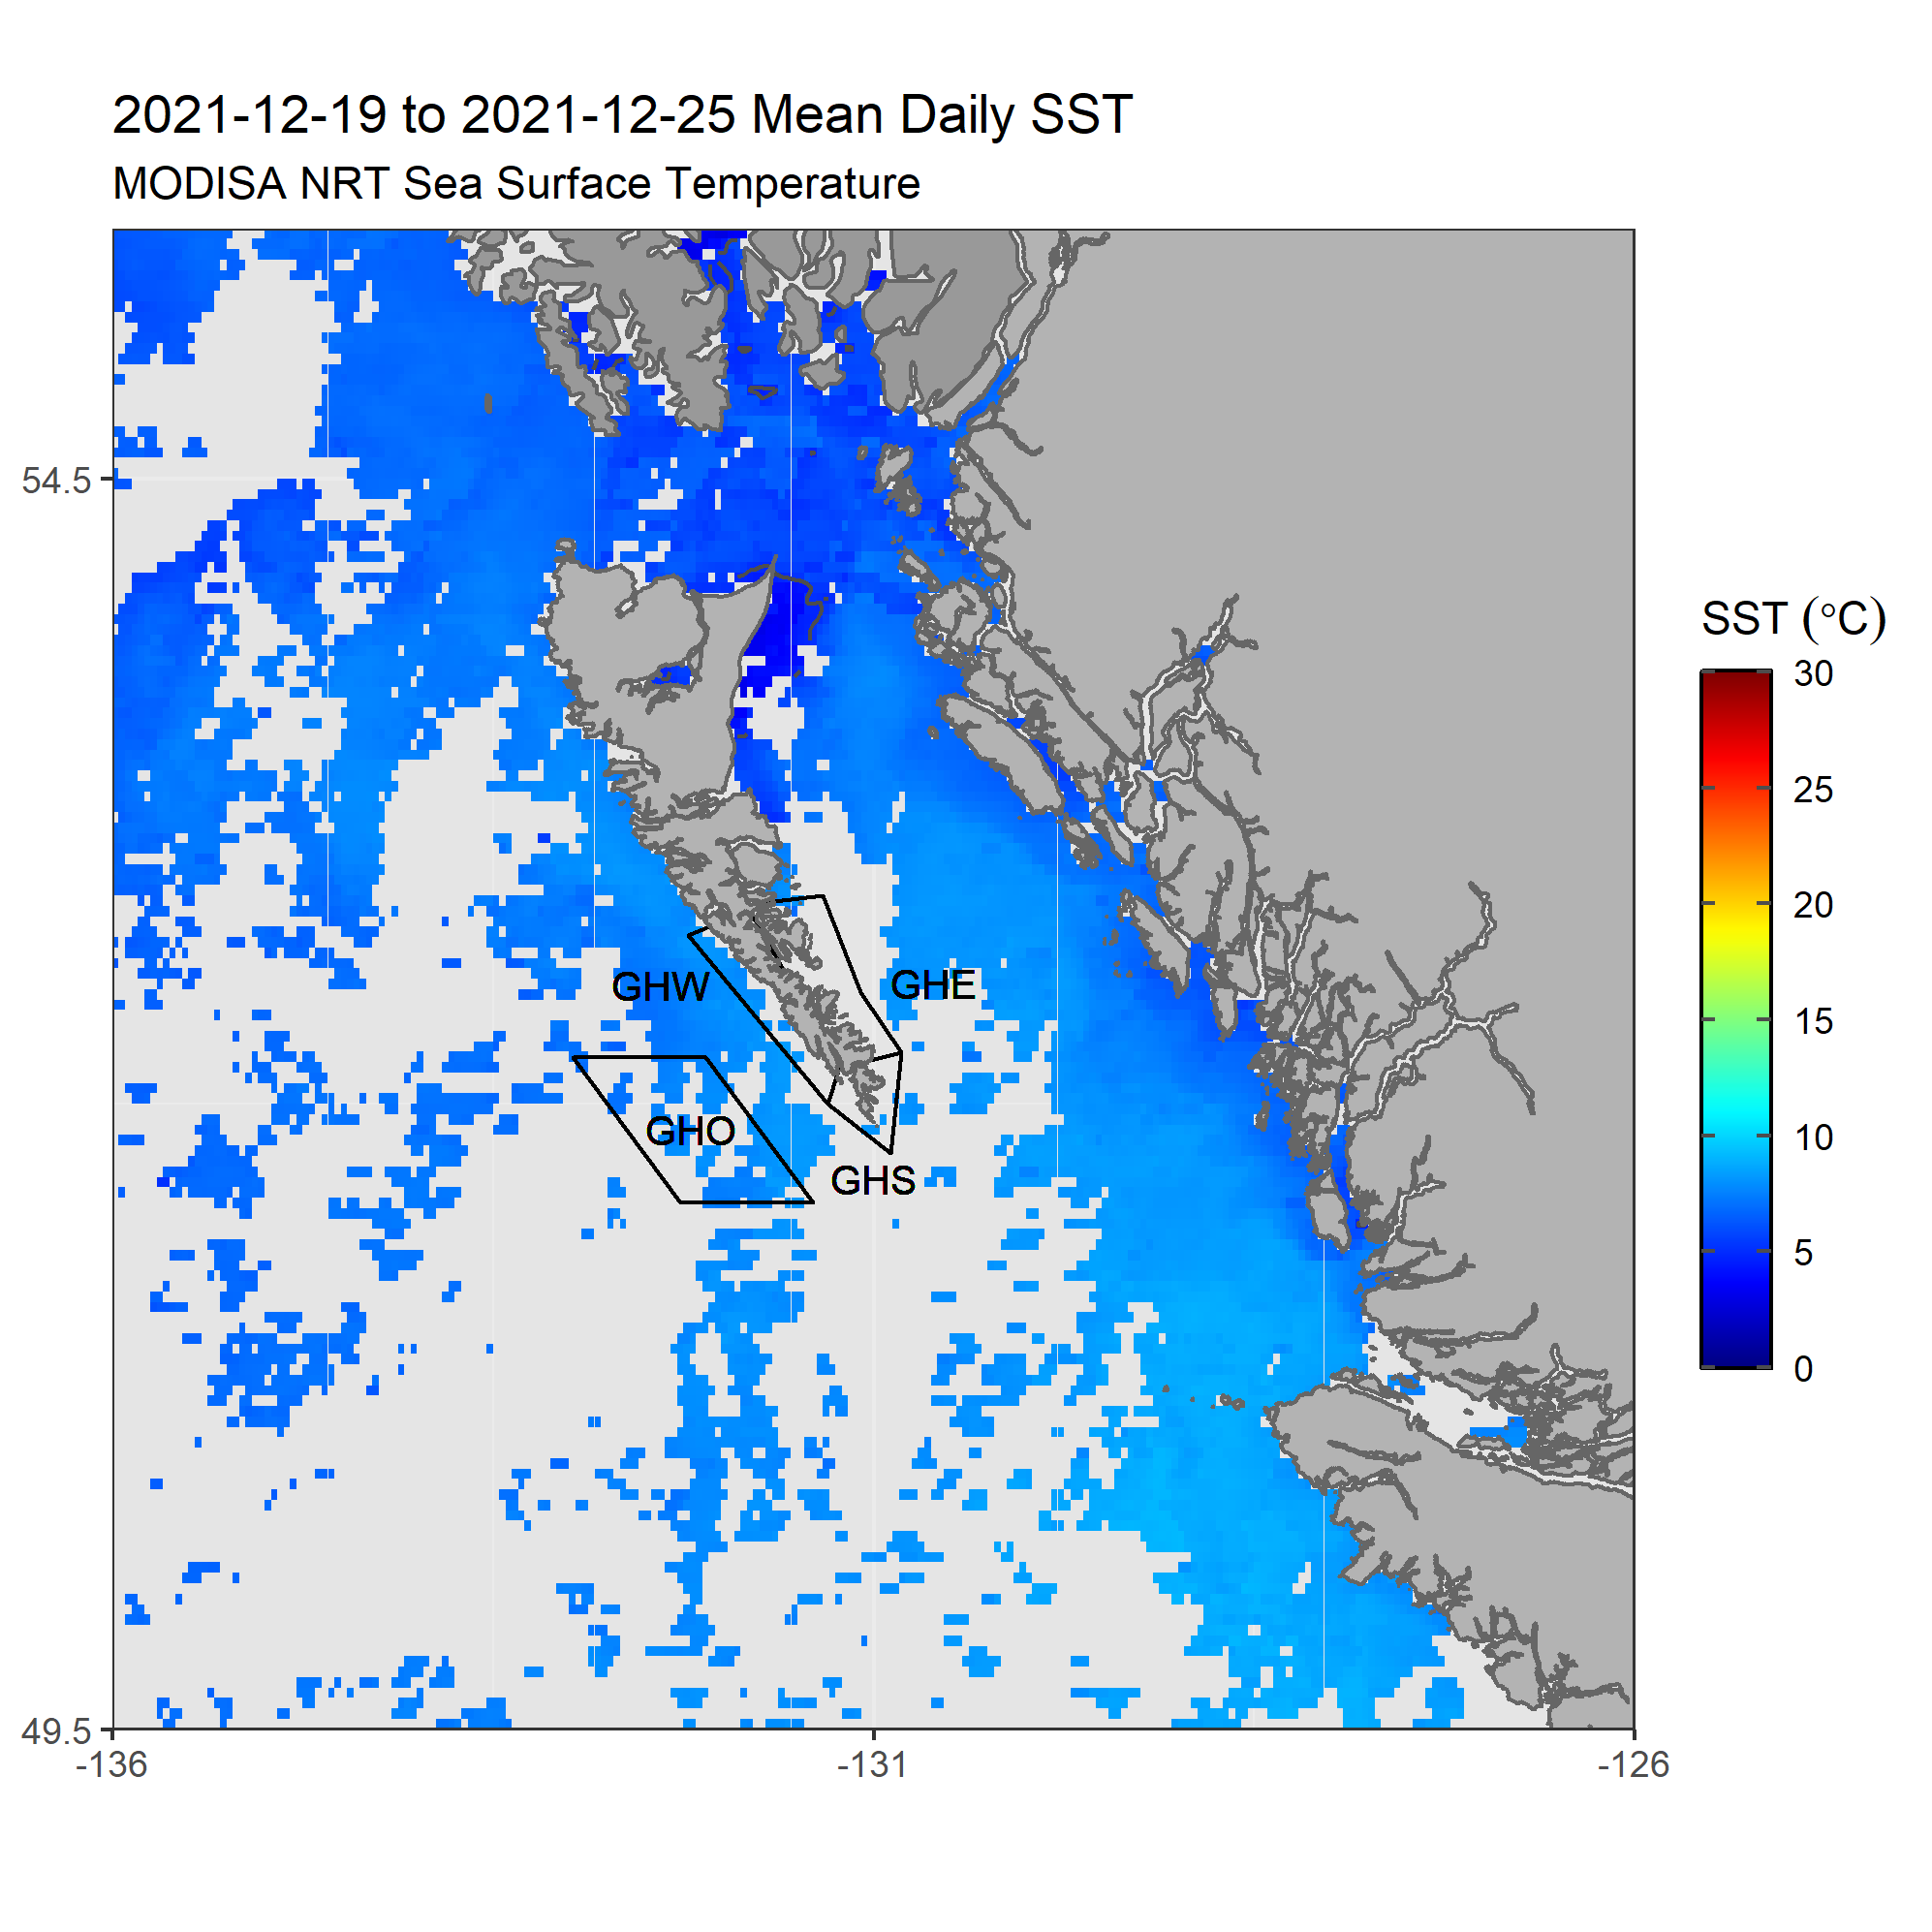 2021-12-19 to 2021-12-25 Mean Daily SST
MODISA NRT Sea Surface Temperature
54.5
49.5
-136
-131
-126
GHW
GHE
GHO
GHS
SST (°C)
30
25
20
15
10
5
0